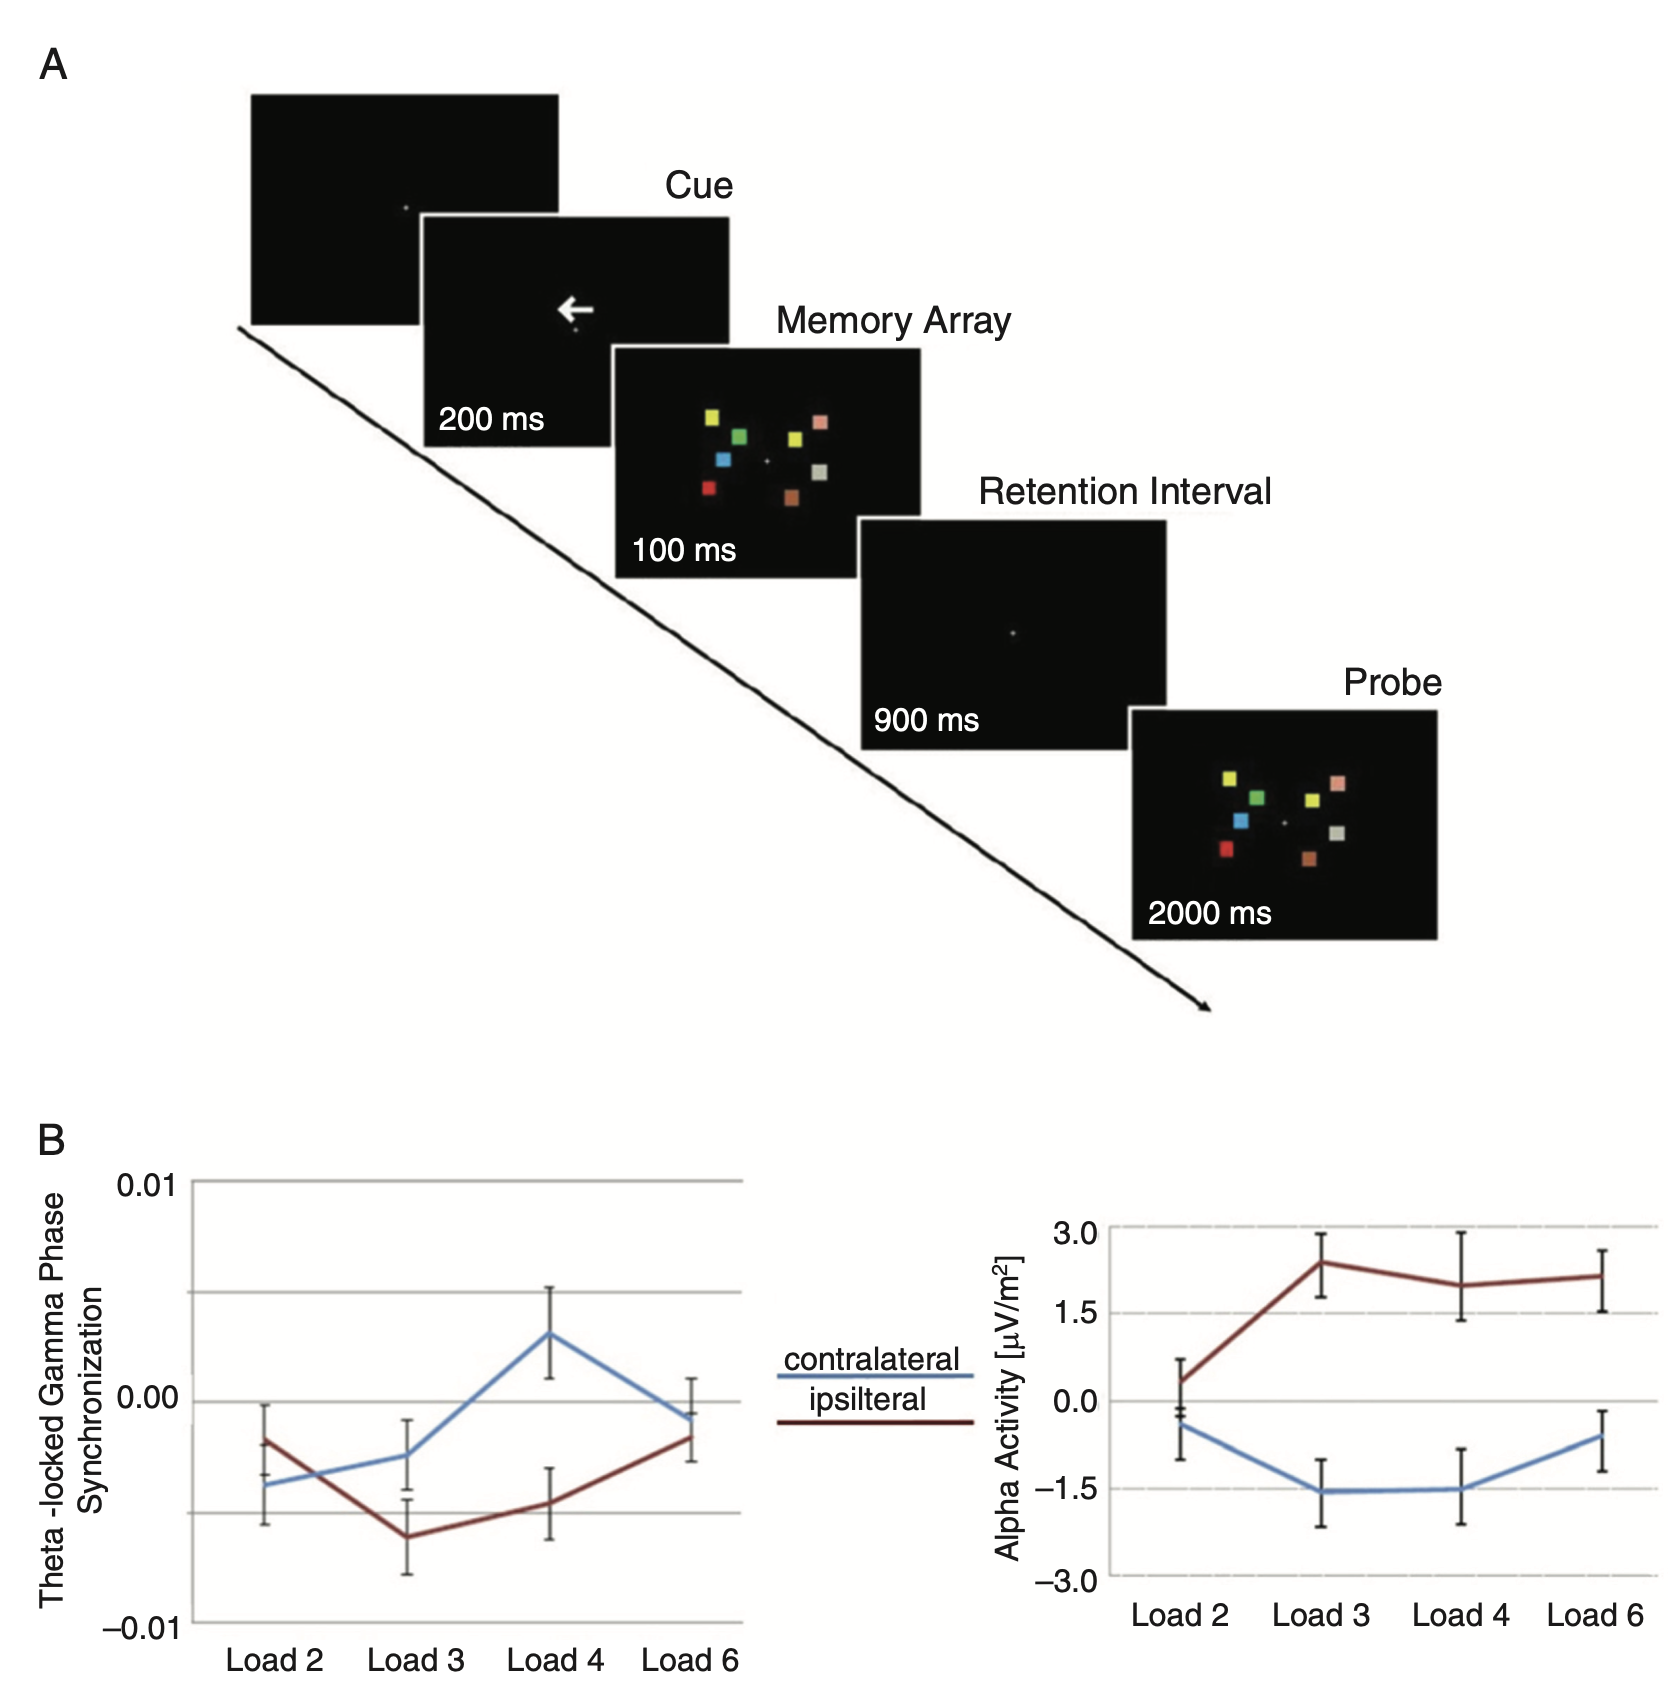 A
Cue
200 ms
Memory Array
100 ms
Retention Interval
900 ms
Probe
2000 ms
B
Theta -locked Gamma Phase
Synchronization
0.01
0.00
–0.01
Load 2
Load 3
Load 4
Load 6
contralateral
ipsilteral
Alpha Activity [µV/m²]
3.0
1.5
0.0
–1.5
–3.0
Load 2
Load 3
Load 4
Load 6